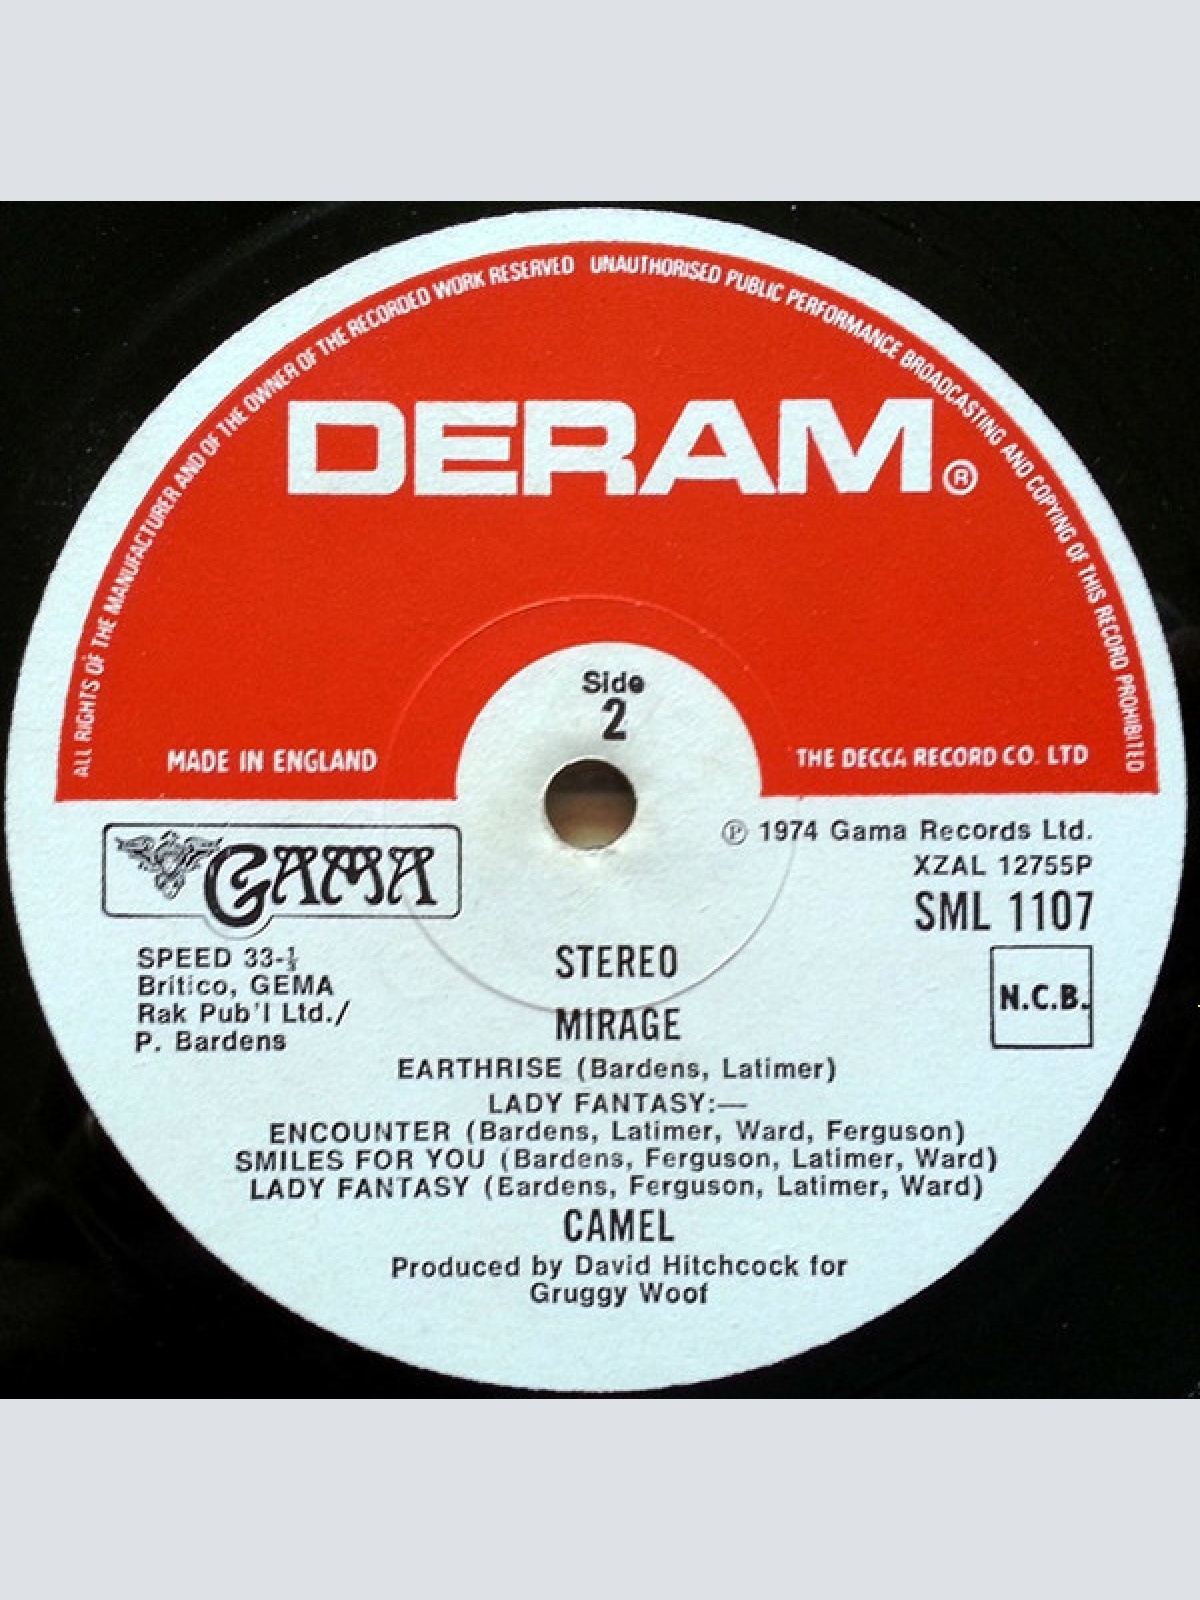 ALL RIGHTS OF THE MANUFACTURER AND OF THE OWNER OF THE RECORDED WORK RESERVED UNAUTHORISED PUBLIC PERFORMANCE BROADCASTING AND COPYING OF THIS RECORD PROHIBITED
DERAM®
Side
2
MADE IN ENGLAND
THE DECCA RECORD CO. LTD
GAMA
℗ 1974 Gama Records Ltd.
XZAL 12755P
SML 1107
N.C.B.
SPEED 33-⅓
Britico, GEMA
Rak Pub'l Ltd./
P. Bardens
STEREO
MIRAGE
EARTHRISE (Bardens, Latimer)
LADY FANTASY:—
ENCOUNTER (Bardens, Latimer, Ward, Ferguson)
SMILES FOR YOU (Bardens, Ferguson, Latimer, Ward)
LADY FANTASY (Bardens, Ferguson, Latimer, Ward)
CAMEL
Produced by David Hitchcock for
Gruggy Woof